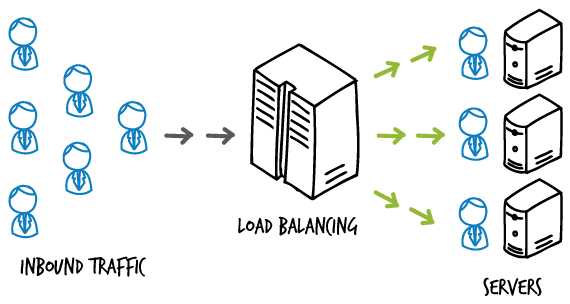 LOAD BALANCING
INBOUND TRAFFIC
SERVERS